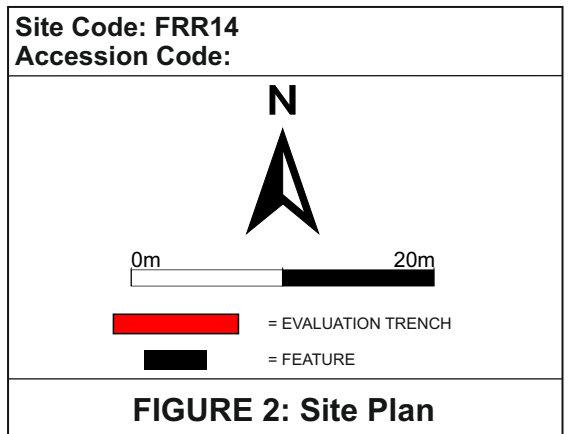 Site Code: FRR14
Accession Code:
N
0m 20m
= EVALUATION TRENCH
= FEATURE
FIGURE 2: Site Plan